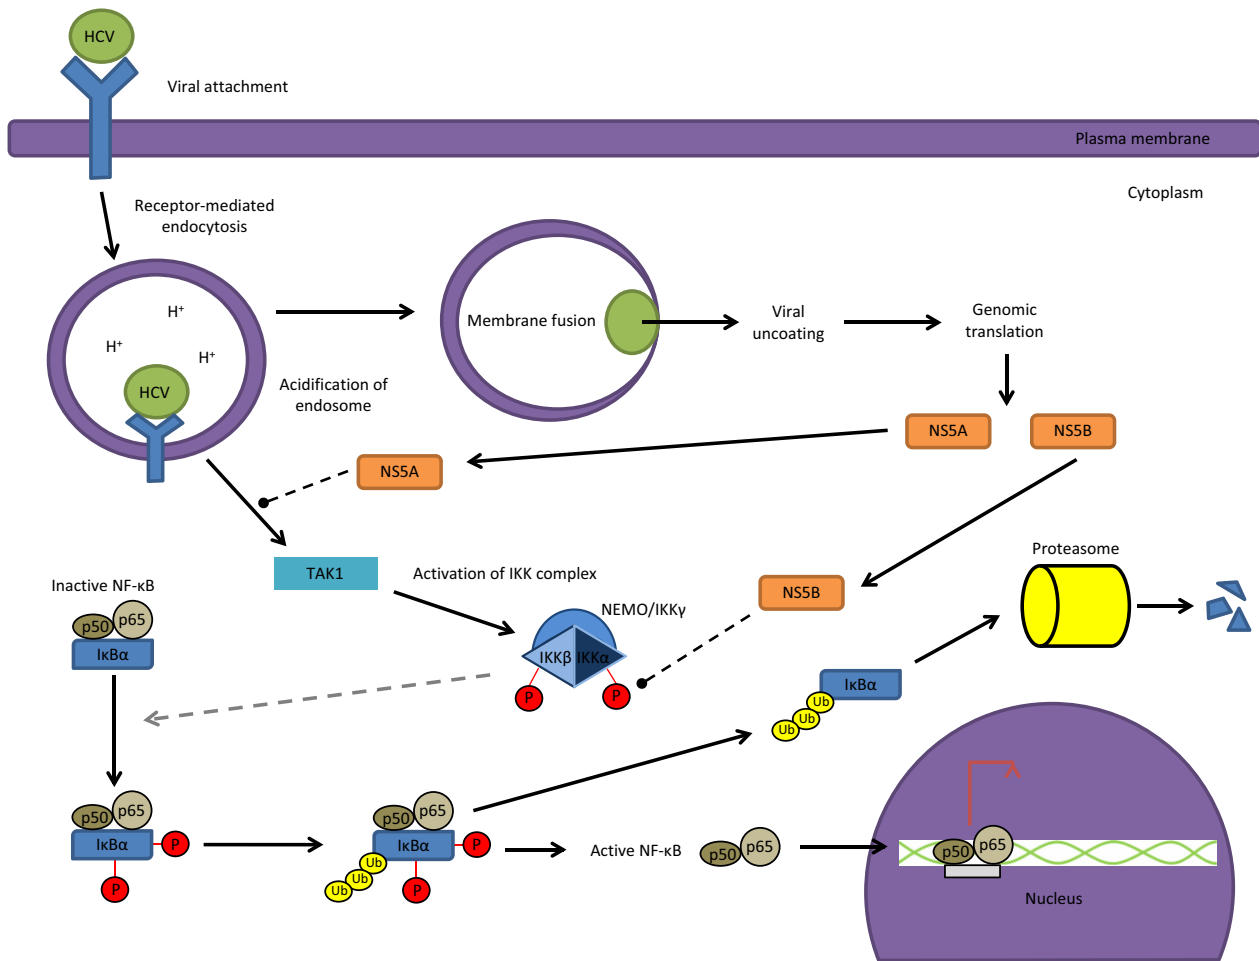 HCV
Viral attachment
Plasma membrane
Cytoplasm
Receptor-mediated
endocytosis
H⁺
H⁺
H⁺
HCV
Acidification of
endosome
Membrane fusion
Viral
uncoating
Genomic
translation
NS5A
NS5B
NS5A
TAK1
Activation of IKK complex
NEMO/IKKγ
IKKβ
IKKα
P
P
NS5B
Proteasome
Inactive NF-κB
p50
p65
IκBα
IκBα
Ub
Ub
Ub
p50
p65
IκBα
P
P
p50
p65
IκBα
P
P
Ub
Ub
Ub
Active NF-κB
p50
p65
p50
p65
Nucleus